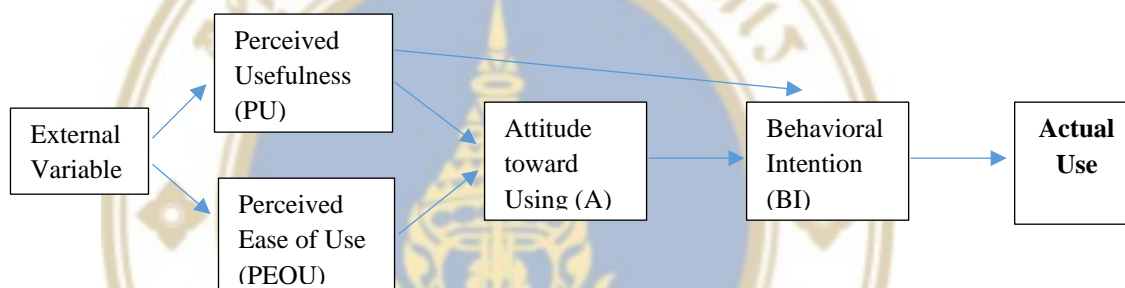 Perceived
Usefulness
(PU)
External
Variable
Perceived
Ease of Use
(PEOU)
Attitude
toward
Using (A)
Behavioral
Intention
(BI)
Actual
Use